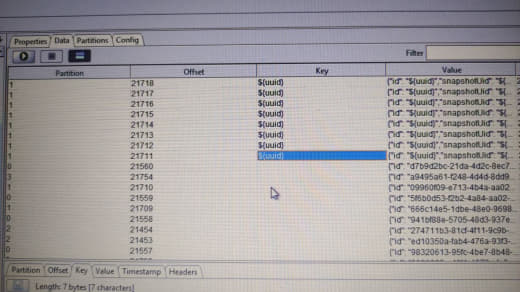 Properties Data Partitions Config
Filter
Partition Offset Key Value
1 21718 ${uuid} {"id": "${uuid}","snapshotUid": "${...
1 21717 ${uuid} {"id": "${uuid}","snapshotUid": "${...
1 21716 ${uuid} {"id": "${uuid}","snapshotUid": "${...
1 21715 ${uuid} {"id": "${uuid}","snapshotUid": "${...
1 21714 ${uuid} {"id": "${uuid}","snapshotUid": "${...
1 21713 ${uuid} {"id": "${uuid}","snapshotUid": "${...
1 21712 ${uuid} {"id": "${uuid}","snapshotUid": "${...
1 21711 ${uuid} {"id": "${uuid}","snapshotUid": "${...
0 21560 {"id": "d7b9d2bc-21da-4d2c-8ec7...
3 21754 {"id": "a9495a61-f248-4d4d-8dd9...
1 21710 {"id": "09960f09-e713-4b4a-aa02...
0 21559 {"id": "5f6b0d53-f2b2-4a84-aa02-...
1 21709 {"id": "666c14e5-1dbe-48e0-9698...
0 21558 {"id": "941bf88e-5705-48d3-937e...
2 21454 {"id": "274711b3-81cf-4f11-9c9b-...
2 21453 {"id": "ed10350a-fab4-476a-93f3-...
0 21557 {"id": "98320613-95fc-4be7-8b48-...
Partition Offset Key Value Timestamp Headers
Length: 7 bytes [7 characters]